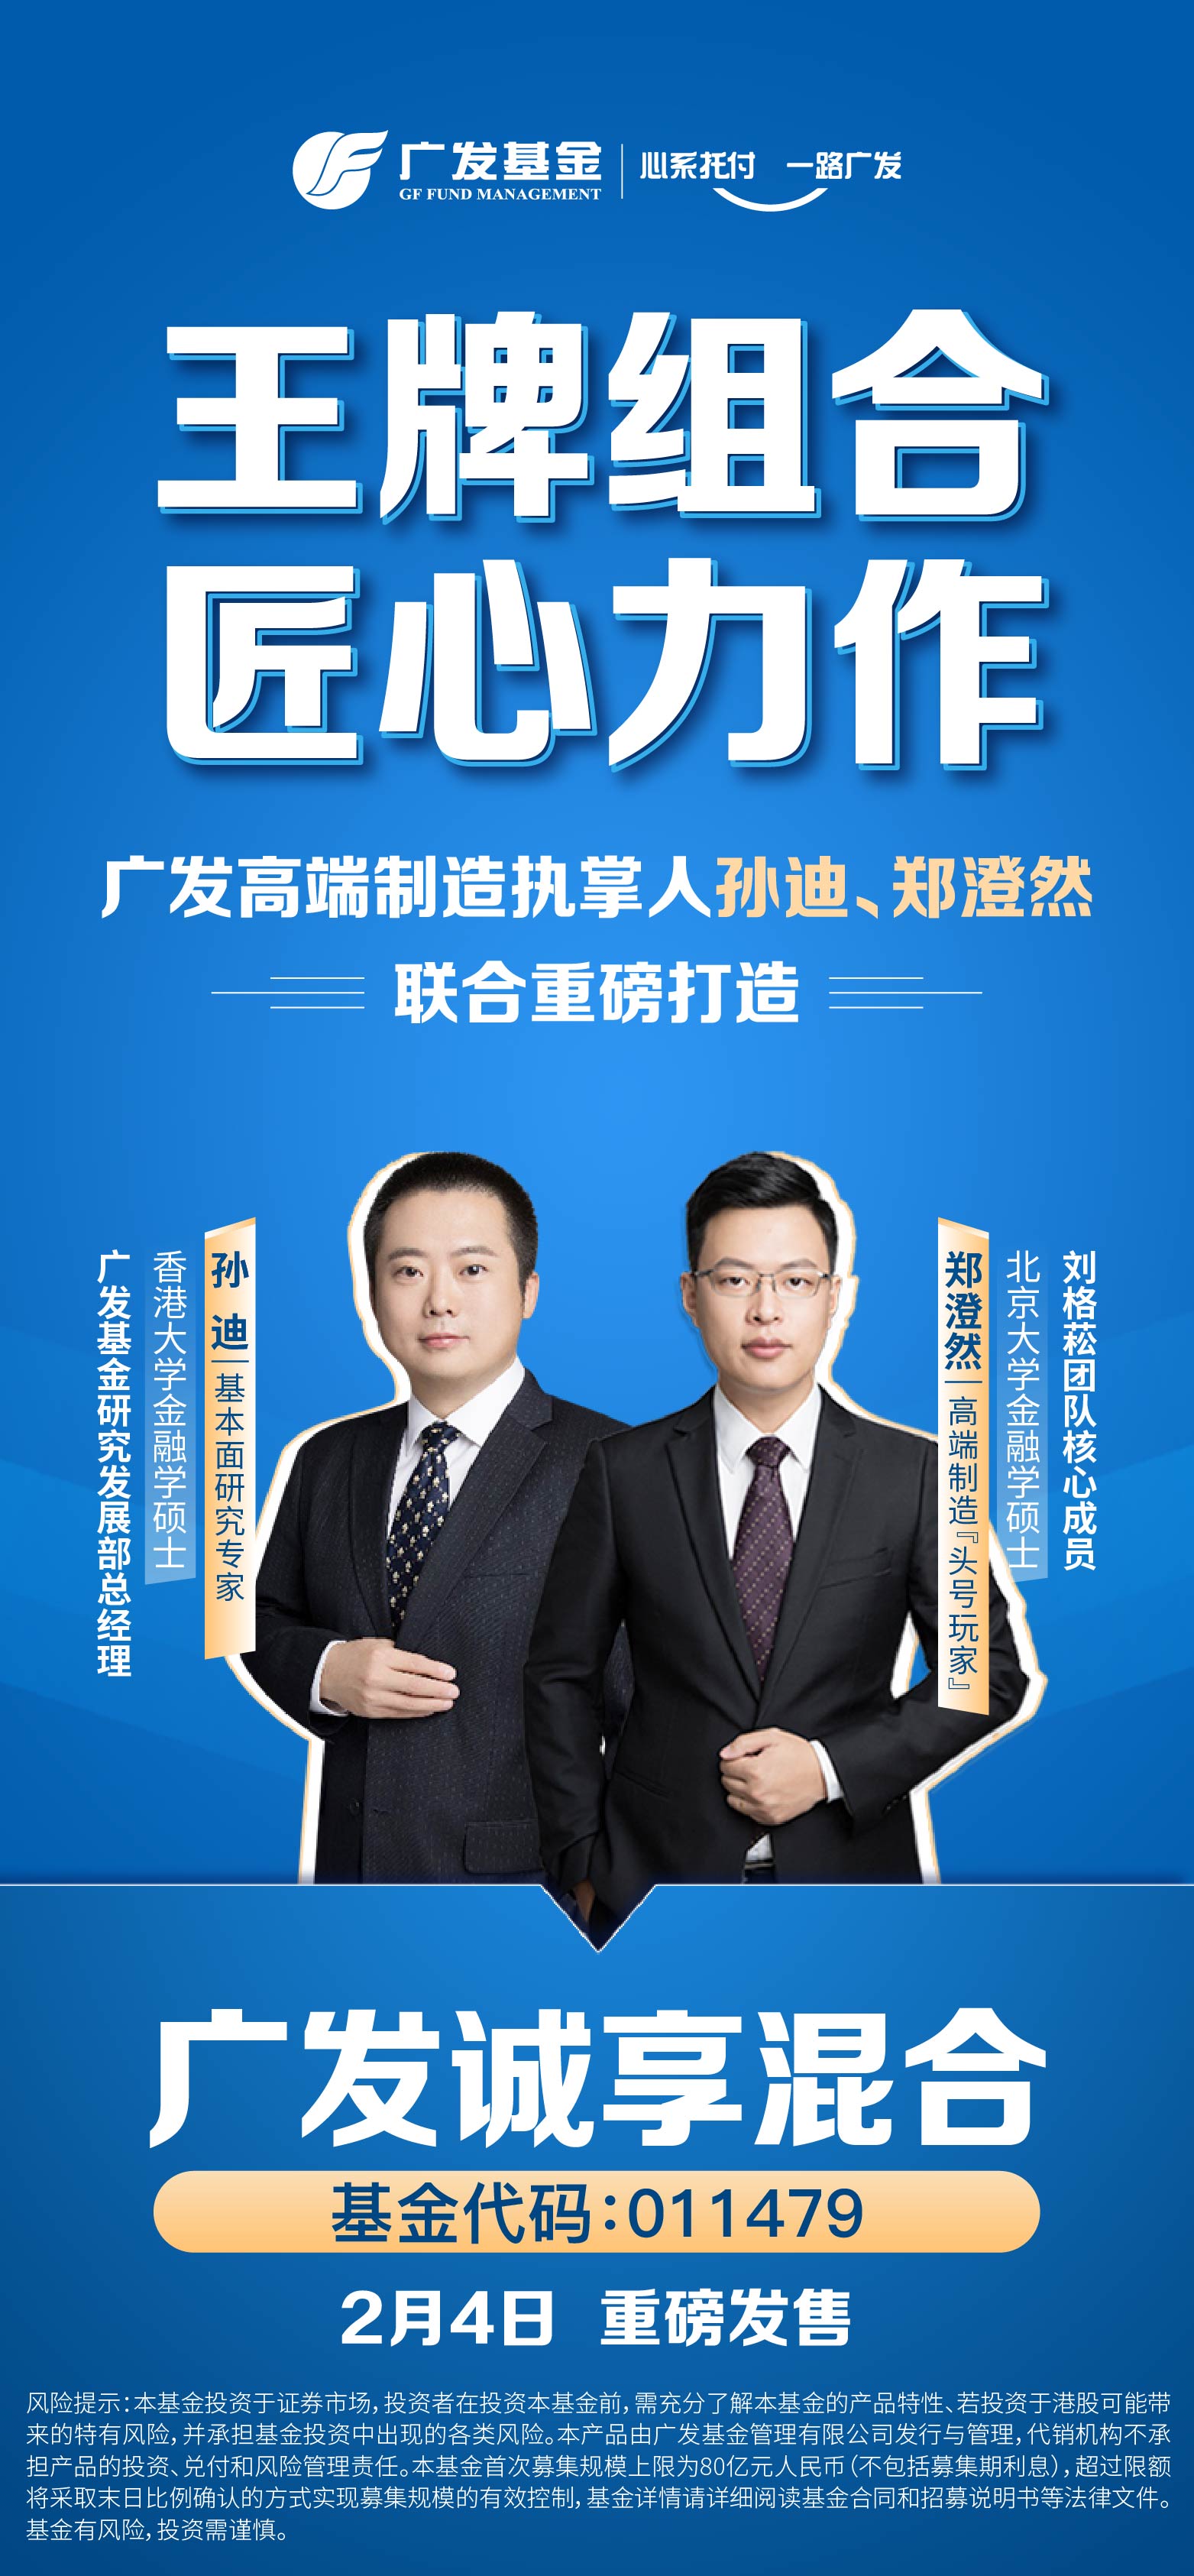 广发基金
GF FUND MANAGEMENT
心系托付 一路广发
王牌组合
匠心力作
广发高端制造执掌人孙迪、郑澄然
联合重磅打造
孙迪|基本面研究专家
香港大学金融学硕士
广发基金研究发展部总经理
郑澄然|高端制造『头号玩家』
北京大学金融学硕士
刘格菘团队核心成员
广发诚享混合
基金代码:011479
2月4日 重磅发售
风险提示:本基金投资于证券市场,投资者在投资本基金前,需充分了解本基金的产品特性、若投资于港股可能带
来的特有风险,并承担基金投资中出现的各类风险。本产品由广发基金管理有限公司发行与管理,代销机构不承
担产品的投资、兑付和风险管理责任。本基金首次募集规模上限为80亿元人民币(不包括募集期利息),超过限额
将采取末日比例确认的方式实现募集规模的有效控制,基金详情请详细阅读基金合同和招募说明书等法律文件。
基金有风险,投资需谨慎。